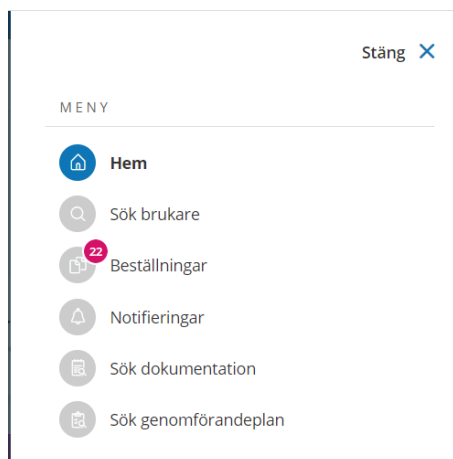 Stäng
MENY
Hem
Sök brukare
22
Beställningar
Notifieringar
Sök dokumentation
Sök genomförandeplan